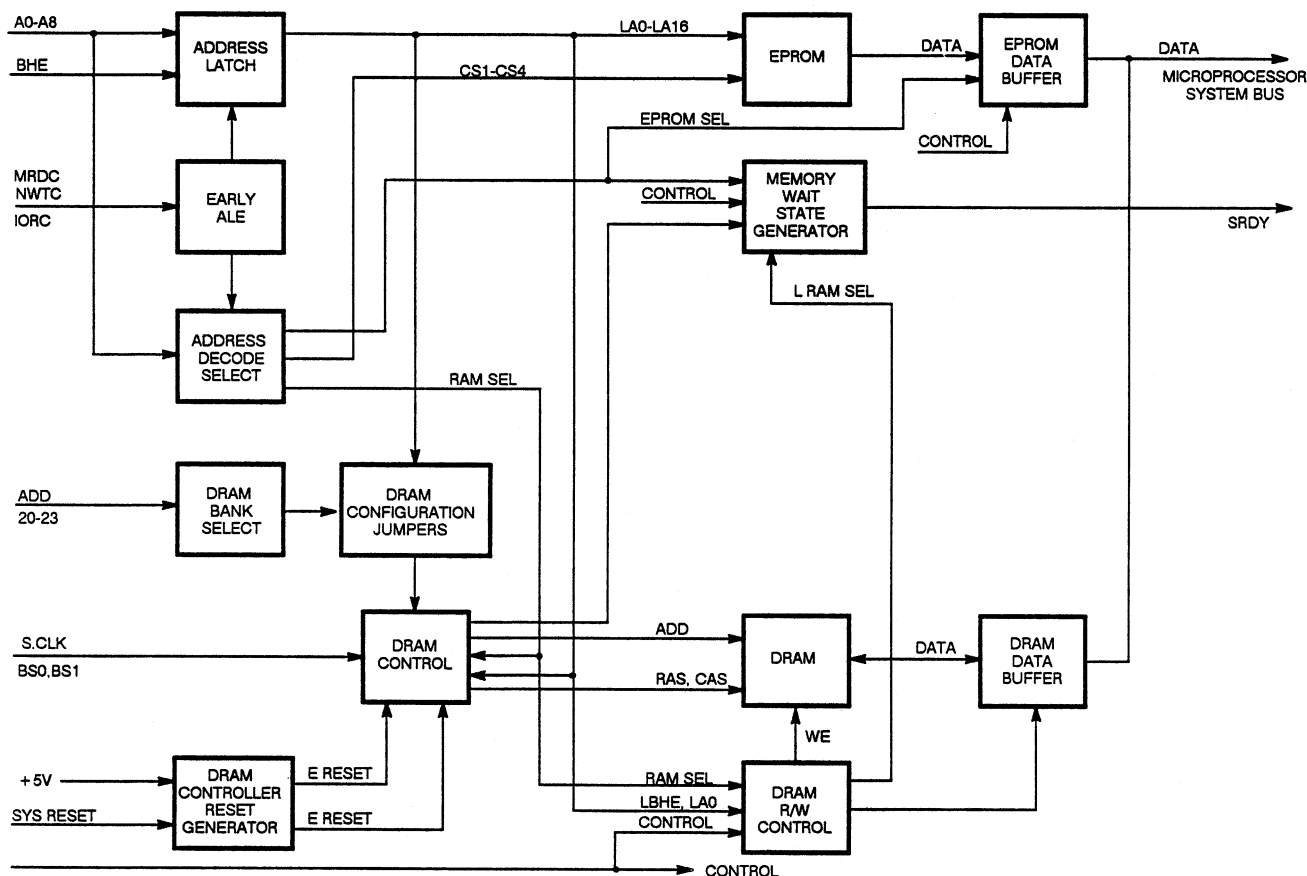 A0-A8
BHE
ADDRESS
LATCH
LA0-LA16
CS1-CS4
EPROM
DATA
EPROM
DATA
BUFFER
DATA
MICROPROCESSOR
SYSTEM BUS
EPROM SEL
CONTROL
MRDC
NWTC
IORC
EARLY
ALE
CONTROL
MEMORY
WAIT
STATE
GENERATOR
SRDY
L RAM SEL
ADDRESS
DECODE
SELECT
RAM SEL
ADD
20-23
DRAM
BANK
SELECT
DRAM
CONFIGURATION
JUMPERS
S.CLK
BS0,BS1
DRAM
CONTROL
ADD
RAS, CAS
DRAM
DATA
DRAM
DATA
BUFFER
WE
+5V
SYS RESET
DRAM
CONTROLLER
RESET
GENERATOR
E RESET
E RESET
RAM SEL
LBHE, LA0
CONTROL
DRAM
R/W
CONTROL
CONTROL